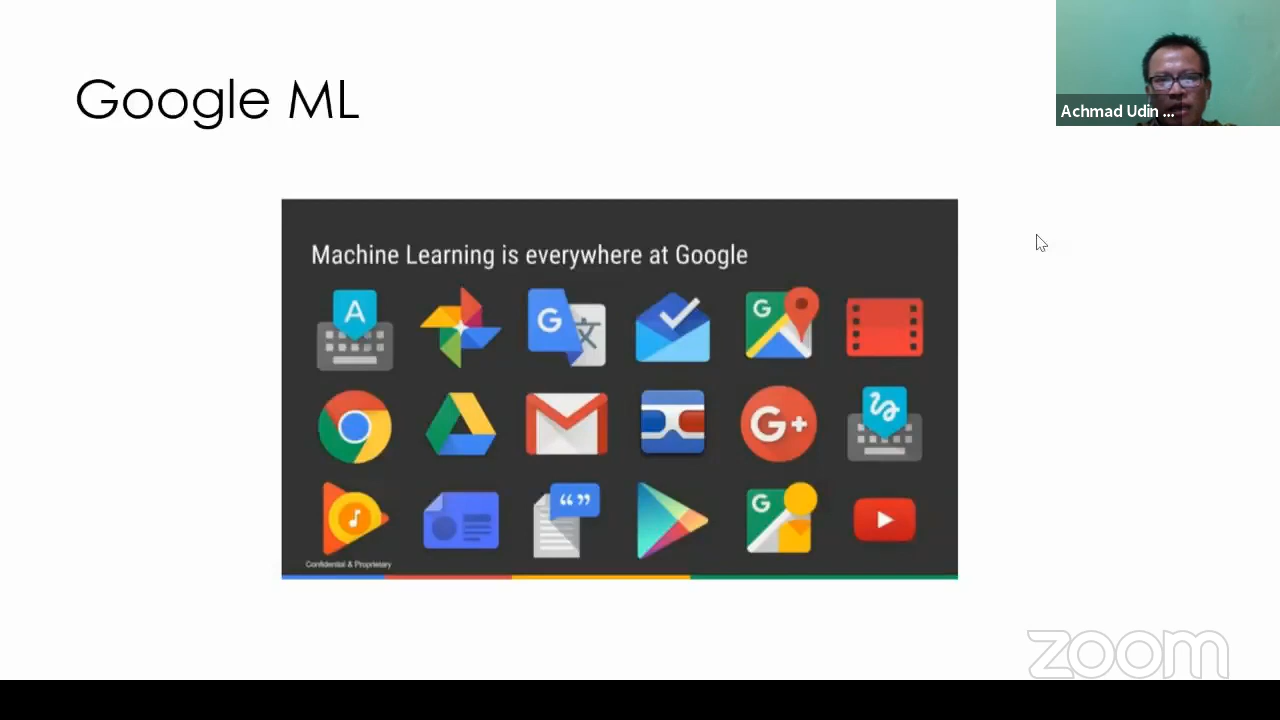 Google ML
Achmad Udin ...
Machine Learning is everywhere at Google
A
G
G
G+
“ ”
G
Confidential & Proprietary
zoom